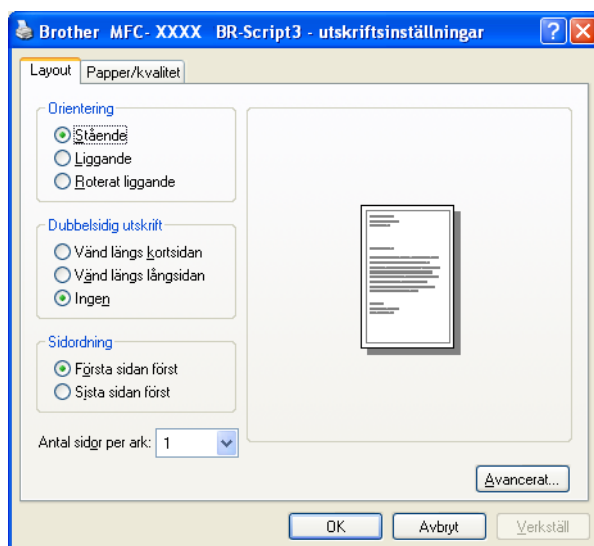 Brother MFC- XXXX BR-Script3 - utskriftsinställningar
Layout
Papper/kvalitet
Orientering
Stående
Liggande
Roterat liggande
Dubbelsidig utskrift
Vänd längs kortsidan
Vänd längs långsidan
Ingen
Sidordning
Första sidan först
Sista sidan först
Antal sidor per ark: 1
Avancerat...
OK
Avbryt
Verkställ